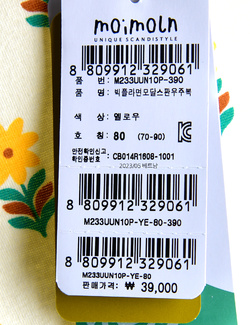 moimoln
UNIQUE SCANDISTYLE
8 809912 329061
품 번: M233UUN10P-390
품 명: 빅플라면모달스판우주복
색 상: 옐로우
호 칭: 80 (70-90)
안전확인신고
확인증번호 : CB014R1608-1001
2023/05 베트남
8 809912 329061
M233UUN10P-YE-80-390
8 809912 329061
M233UUN10P-YE-80
판매가격: ₩ 39,000